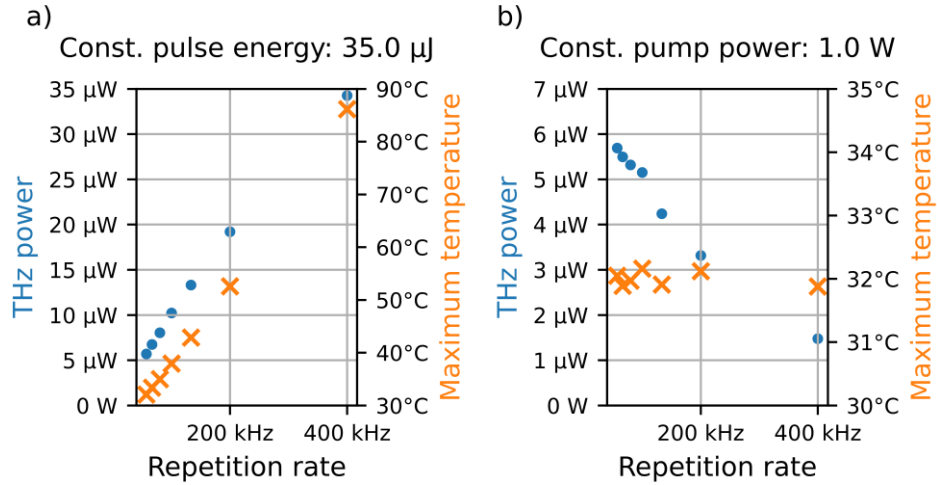 a)
Const. pulse energy: 35.0 µJ
35 µW
30 µW
25 µW
20 µW
15 µW
10 µW
5 µW
0 W
THz power
90°C
80°C
70°C
60°C
50°C
40°C
30°C
Maximum temperature
200 kHz
400 kHz
Repetition rate
b)
Const. pump power: 1.0 W
7 µW
6 µW
5 µW
4 µW
3 µW
2 µW
1 µW
0 W
THz power
35°C
34°C
33°C
32°C
31°C
30°C
Maximum temperature
200 kHz
400 kHz
Repetition rate